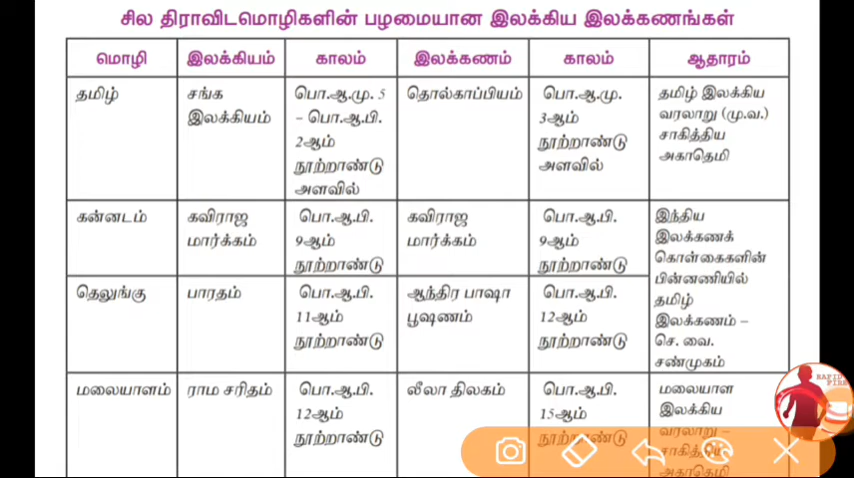 சில திராவிடமொழிகளின் பழமையான இலக்கிய இலக்கணங்கள்
மொழி இலக்கியம் காலம் இலக்கணம் காலம் ஆதாரம்
தமிழ்
சங்க
இலக்கியம்
பொ.ஆ.மு. 5
– பொ.ஆ.பி.
2ஆம்
நூற்றாண்டு
அளவில்
தொல்காப்பியம்
பொ.ஆ.மு.
3ஆம்
நூற்றாண்டு
அளவில்
தமிழ் இலக்கிய
வரலாறு (மு.வ.)
சாகித்திய
அகாதெமி
கன்னடம்
கவிராஜ
மார்க்கம்
பொ.ஆ.பி.
9ஆம்
நூற்றாண்டு
கவிராஜ
மார்க்கம்
பொ.ஆ.பி.
9ஆம்
நூற்றாண்டு
இந்திய
இலக்கணக்
கொள்கைகளின்
பின்னணியில்
தமிழ்
இலக்கணம் –
செ. வை.
சண்முகம்
தெலுங்கு
பாரதம்
பொ.ஆ.பி.
11ஆம்
நூற்றாண்டு
ஆந்திர பாஷா
பூஷணம்
பொ.ஆ.பி.
12ஆம்
நூற்றாண்டு
மலையாளம்
ராம சரிதம்
பொ.ஆ.பி.
12ஆம்
நூற்றாண்டு
லீலா திலகம்
பொ.ஆ.பி.
15ஆம்
நூற்றாண்டு
மலையாள
இலக்கிய
வரலாறு –
சாகித்திய
அகாதெமி
RAPID
FIRE